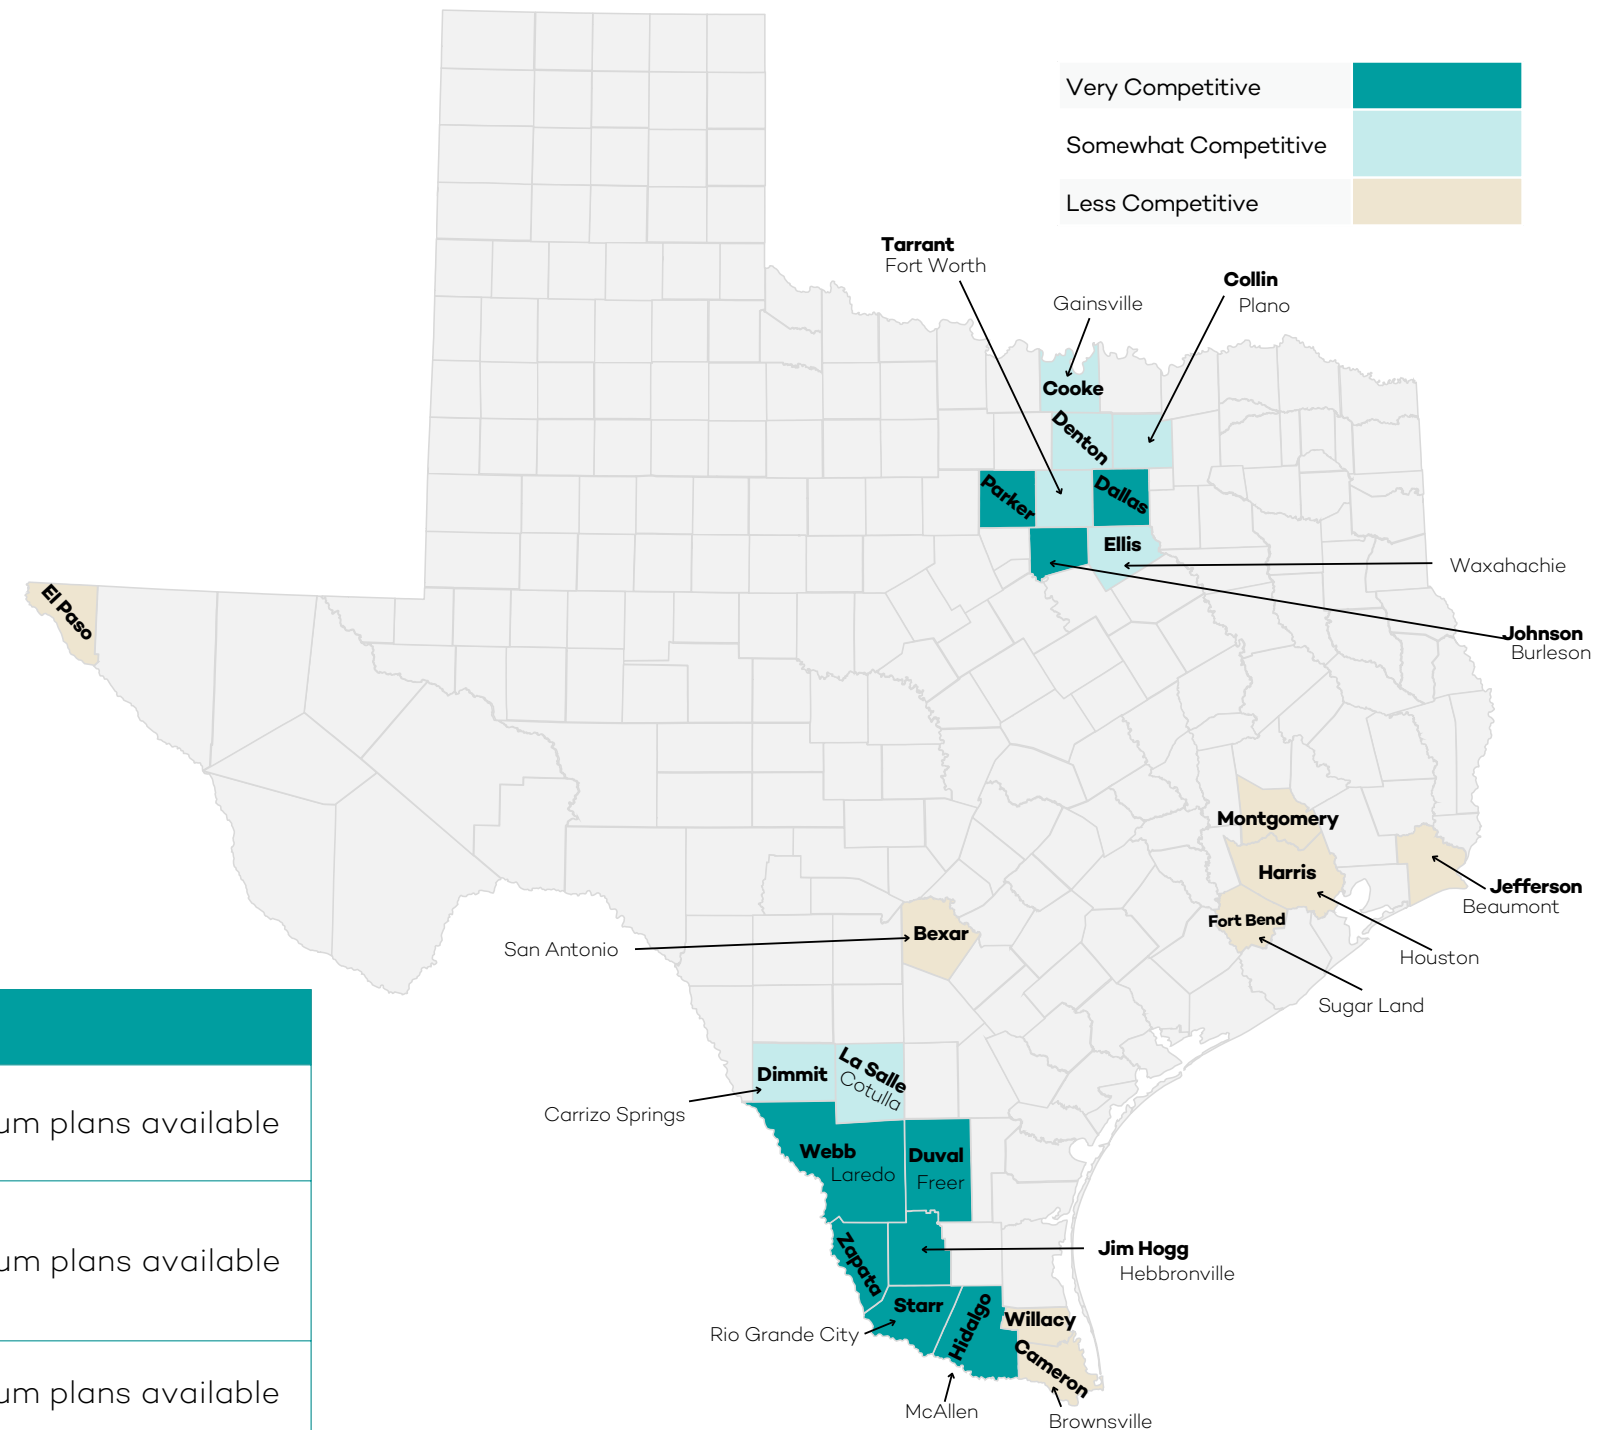 Very Competitive
Somewhat Competitive
Less Competitive
Tarrant
Fort Worth
Collin
Plano
Gainsville
Cooke
Denton
Parker
Dallas
Ellis
Waxahachie
Johnson
Burleson
El Paso
Montgomery
Harris
Jefferson
Beaumont
Fort Bend
Bexar
San Antonio
Houston
Sugar Land
Dimmit
La Salle
Cotulla
Carrizo Springs
um plans available
Webb
Laredo
Duval
Freer
Zapata
Jim Hogg
Hebbronville
um plans available
Starr
Hidalgo
Willacy
Rio Grande City
Cameron
um plans available
McAllen
Brownsville